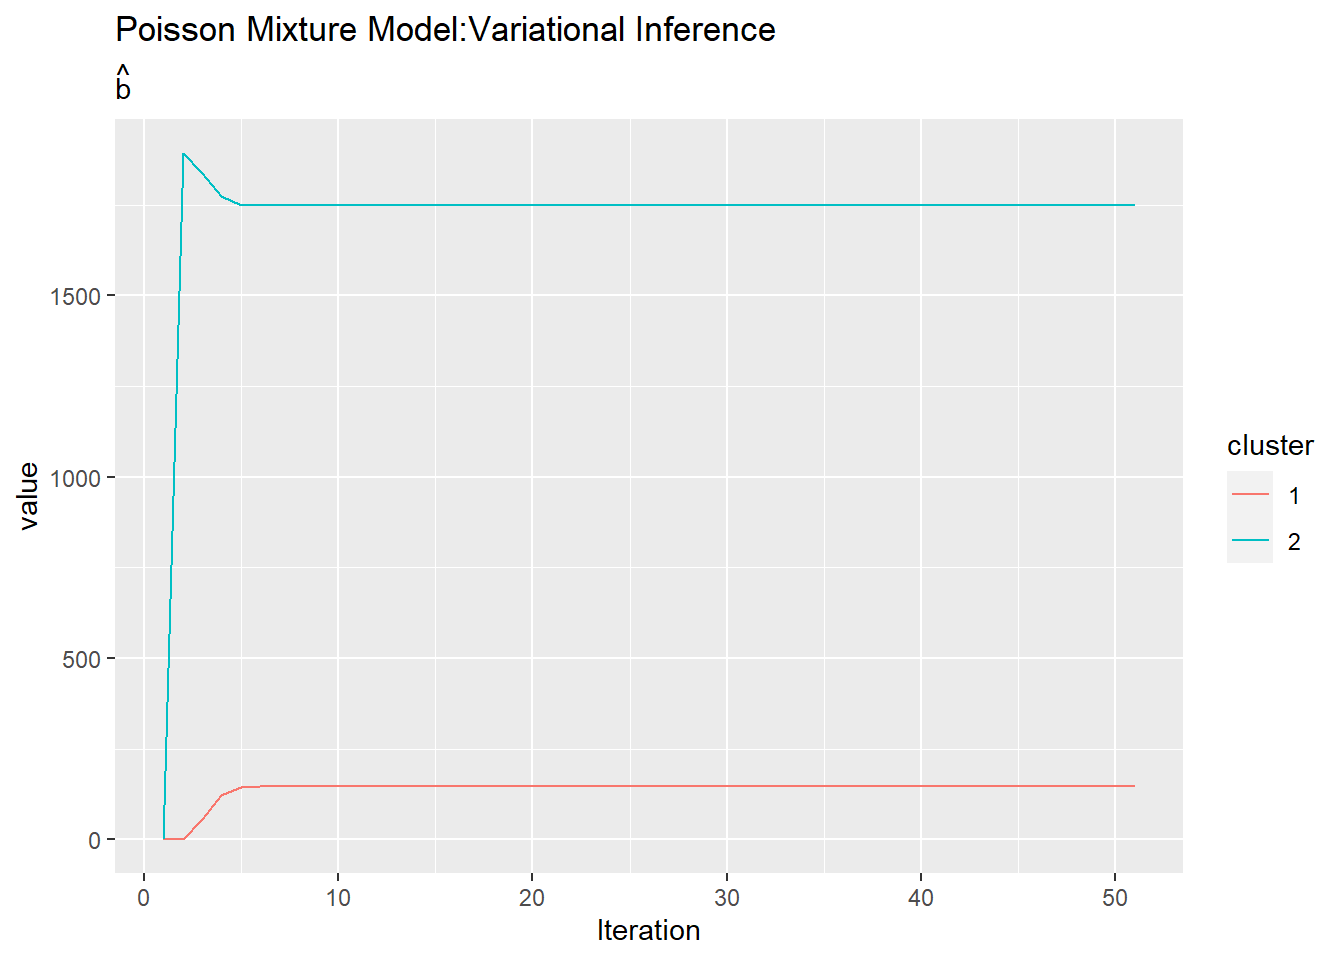 Poisson Mixture Model:Variational Inference
b̂
1500
1000
500
0
value
0 10 20 30 40 50
Iteration
cluster
1
2